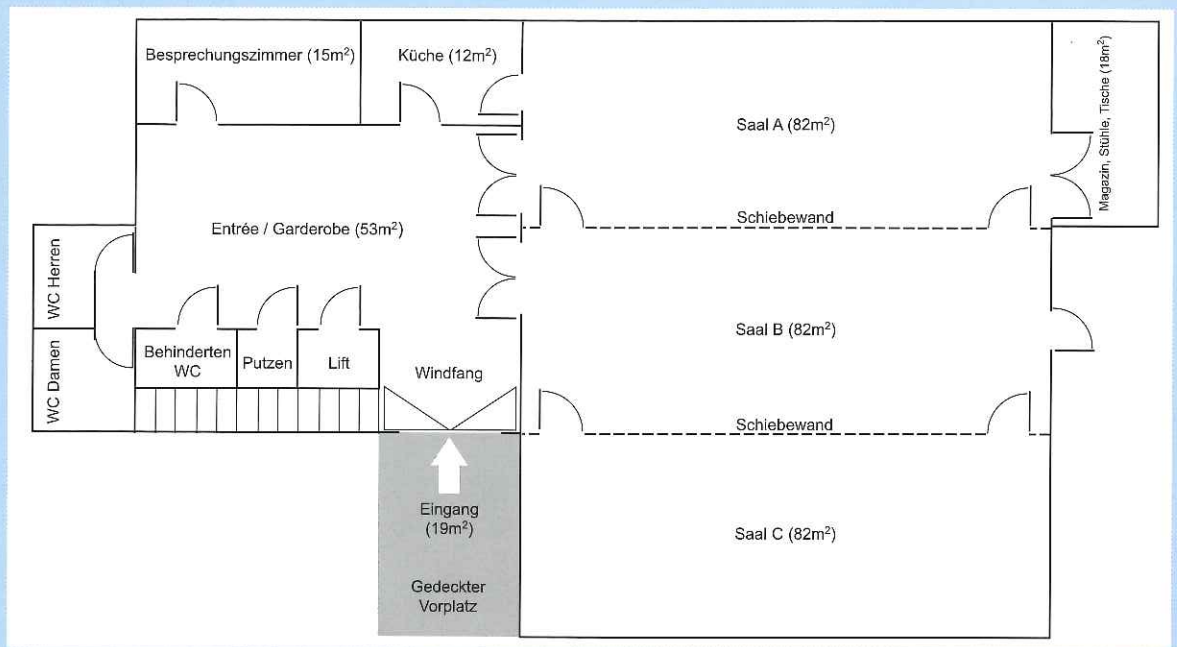 Besprechungszimmer (15m²)
Küche (12m²)
Saal A (82m²)
Magazin, Stühle, Tische (18m²)
Schiebewand
Entrée / Garderobe (53m²)
WC Herren
WC Damen
Behinderten
WC
Putzen
Lift
Windfang
Saal B (82m²)
Schiebewand
Eingang
(19m²)
Gedeckter
Vorplatz
Saal C (82m²)